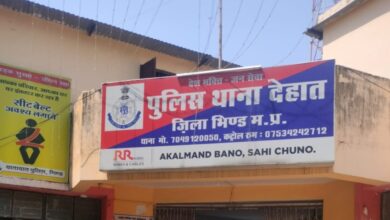 सीट बेल्ट
अवश्य लगायें
यातायात पुलिस, भिण्ड
देश भक्ति - जन सेवा
पुलिस थाना देहात
जिला भिण्ड म.प्र.
थाना मो. 7049120050, कंट्रोल रुम : 07534242712
RR
AKALMAND BANO, SAHI CHUNO.